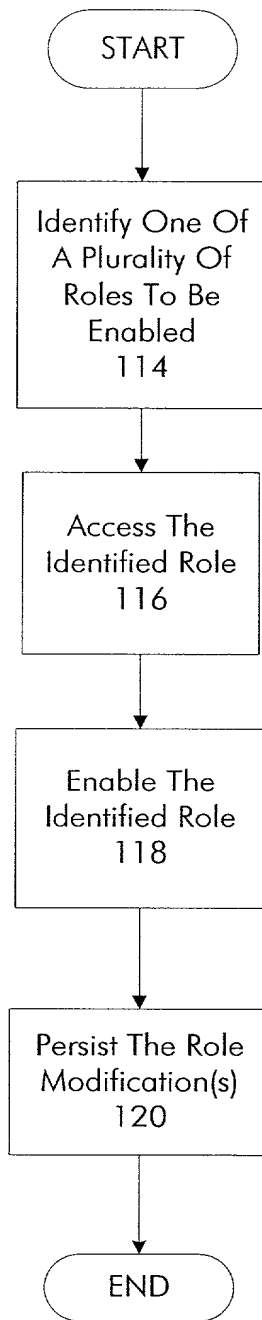 START
Identify One Of
A Plurality Of
Roles To Be
Enabled
114
Access The
Identified Role
116
Enable The
Identified Role
118
Persist The Role
Modification(s)
120
END